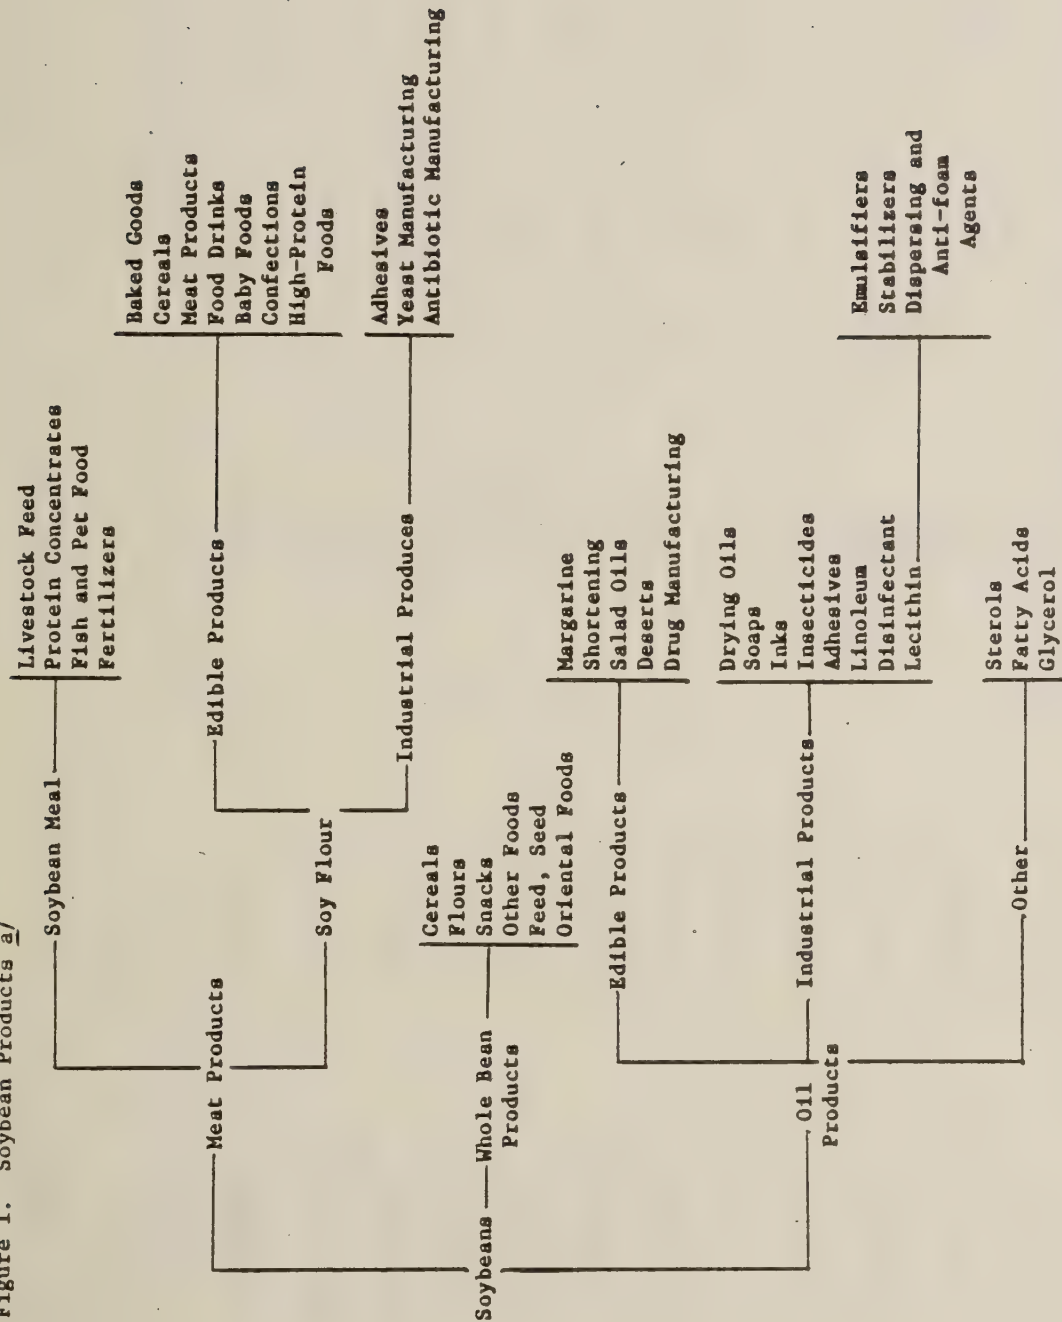 Figure 1. Soybean Products a/
Livestock Feed
Soybean Meal
Protein Concentrates
Fish and Pet Food
Fertilizers
Meat Products
Baked Goods
Cereals
Meat Products
Edible Products
Food Drinks
Baby Foods
Confections
High-Protein
Foods
Soy Flour
Adhesives
Industrial Produces
Yeast Manufacturing
Antibiotic Manufacturing
Cereals
Flours
Soybeans
Whole Bean
Products
Snacks
Other Foods
Feed, Seed
Oriental Foods
Margarine
Shortening
Edible Products
Salad Oils
Deserts
Drug Manufacturing
Drying Oils
Soaps
Inks
Oil
Products
Industrial Products
Insecticides
Adhesives
Linoleum
Disinfectant
Lecithin
Emulsifiers
Stabilizers
Dispersing and
Anti-foam
Agents
Other
Sterols
Fatty Acids
Glycerol